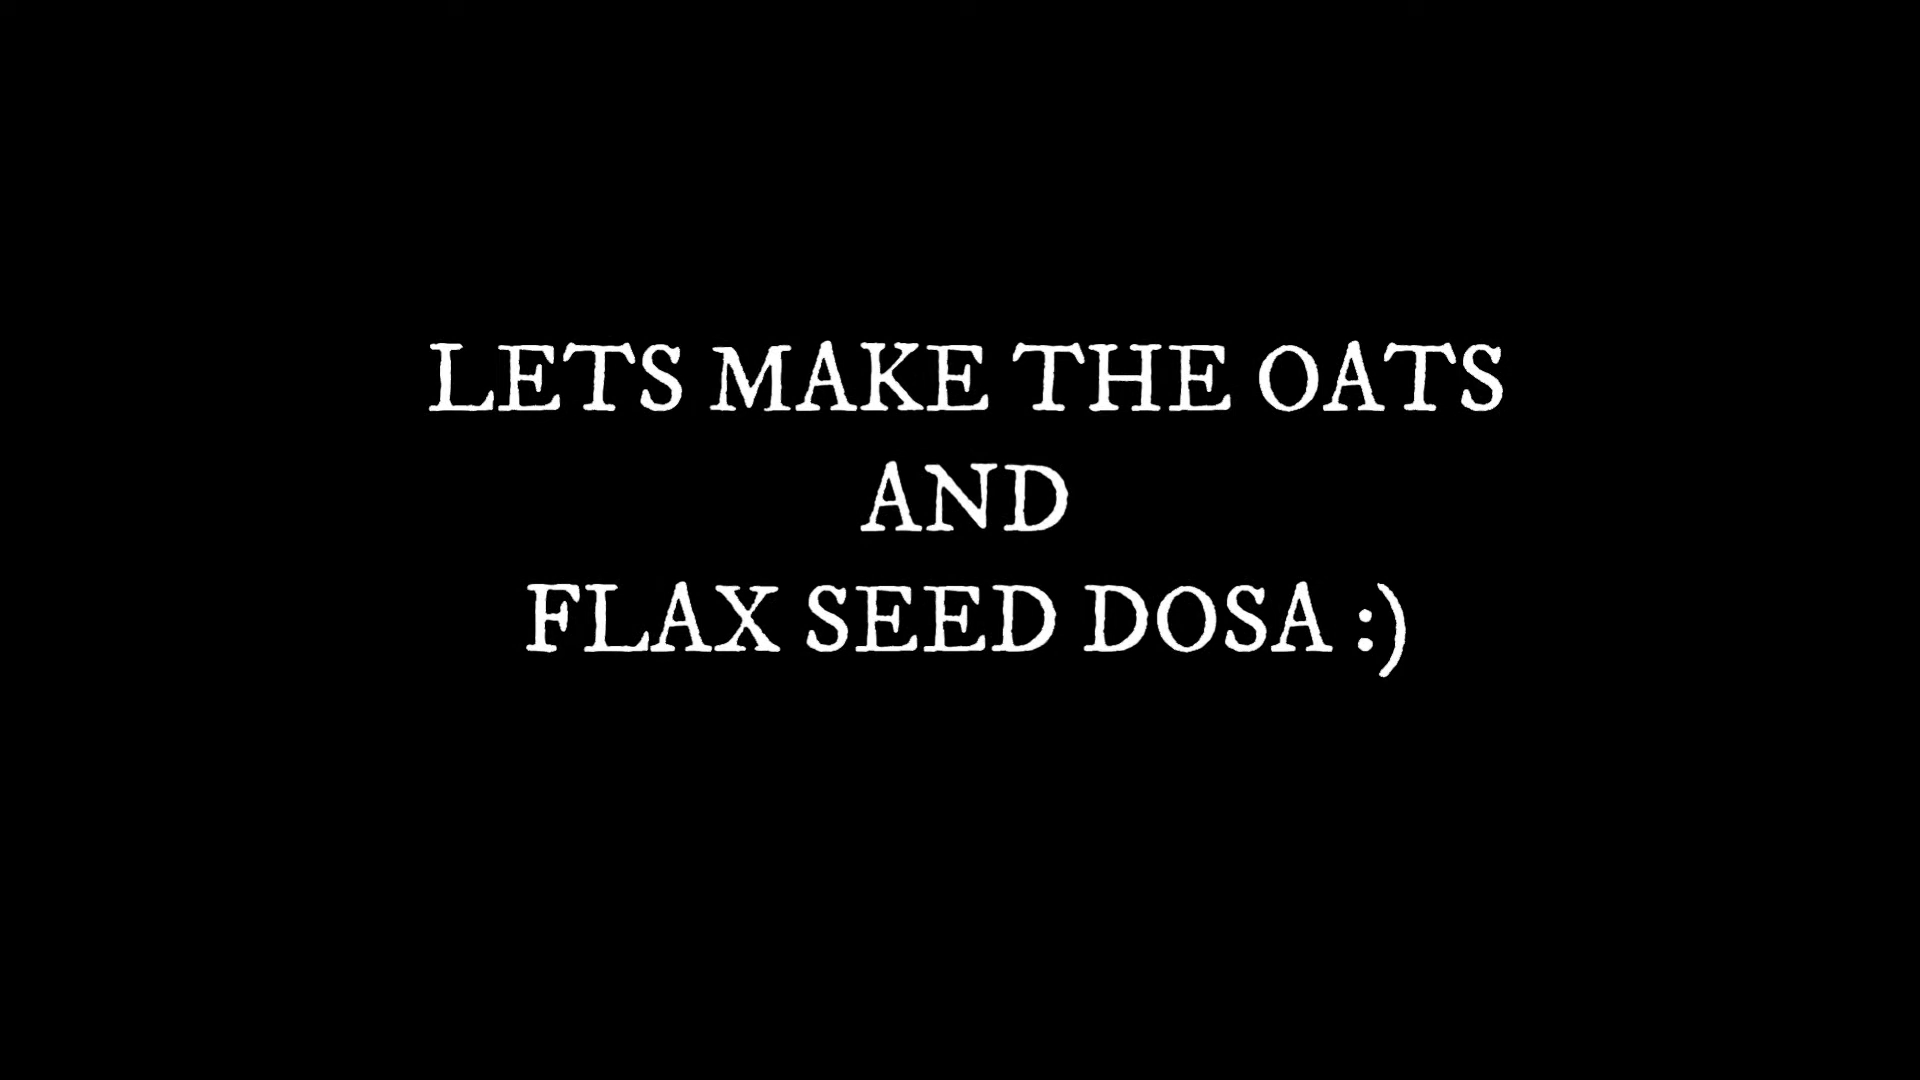 LETS MAKE THE OATS
AND
FLAX SEED DOSA :)